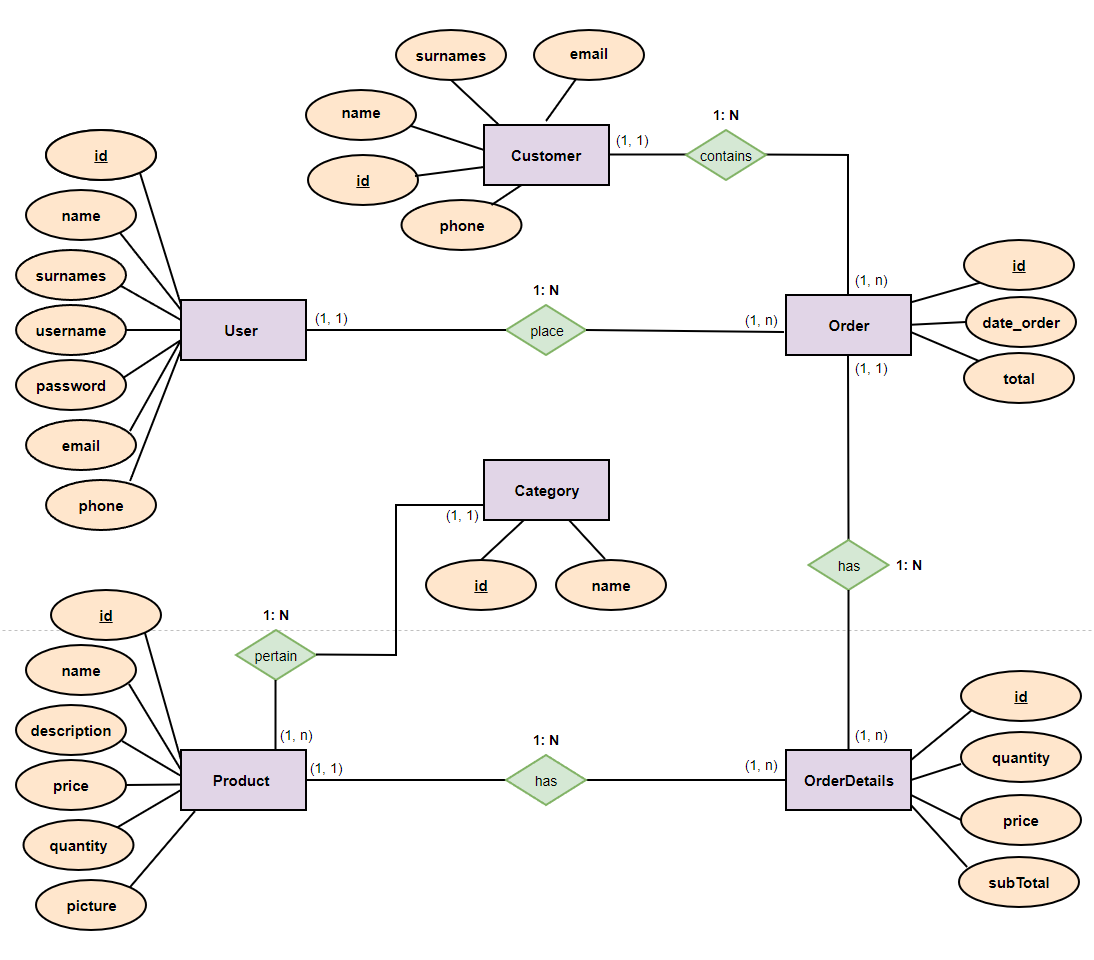 surnames
email
name
1: N
id
Customer
(1, 1)
contains
id
name
phone
surnames
id
(1, n)
username
User
(1, 1)
1: N
place
(1, n)
Order
date_order
password
(1, 1)
total
email
phone
Category
(1, 1)
id
name
has
1: N
id
1: N
pertain
name
id
description
(1, n)
1: N
(1, n)
quantity
price
Product
(1, 1)
has
(1, n)
OrderDetails
price
quantity
subTotal
picture